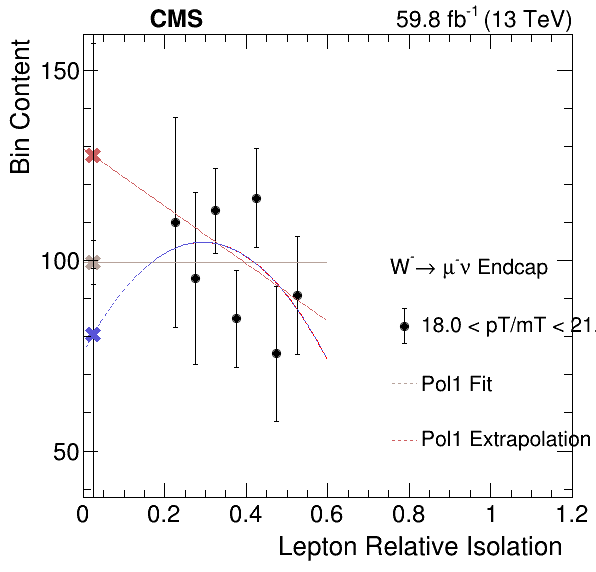 CMS
59.8 fb⁻¹ (13 TeV)
Bin Content
150
100
50
W⁻→ μ⁻ν Endcap
18.0 < pT/mT < 21.
Pol1 Fit
Pol1 Extrapolation
0 0.2 0.4 0.6 0.8 1 1.2
Lepton Relative Isolation